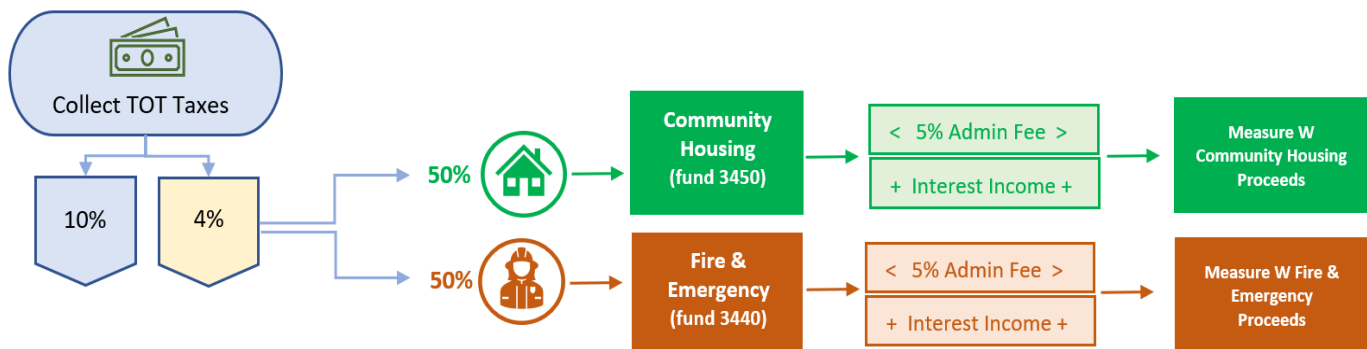 Collect TOT Taxes
10%
4%
50%
Community
Housing
(fund 3450)
< 5% Admin Fee >
+ Interest Income +
Measure W
Community Housing
Proceeds
50%
Fire &
Emergency
(fund 3440)
< 5% Admin Fee >
+ Interest Income +
Measure W Fire &
Emergency
Proceeds